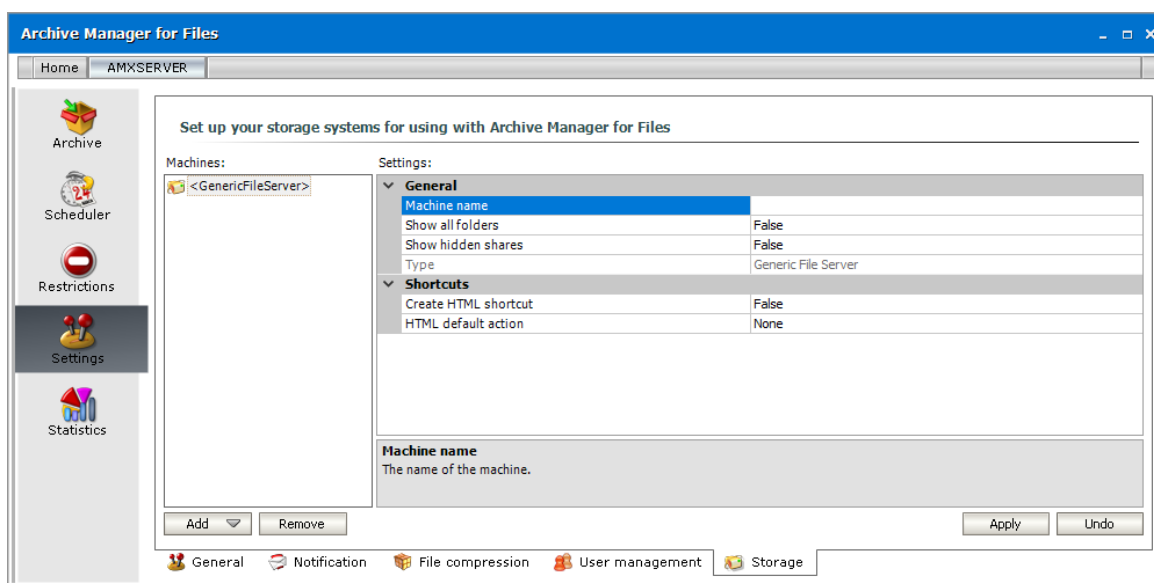 Archive Manager for Files
Home AMXSERVER
Archive
Scheduler
Restrictions
Settings
Statistics
Set up your storage systems for using with Archive Manager for Files
Machines:
<GenericFileServer>
Add Remove
Settings:
General
Machine name
Show all folders False
Show hidden shares False
Type Generic File Server
Shortcuts
Create HTML shortcut False
HTML default action None
Machine name
The name of the machine.
Apply Undo
General Notification File compression User management Storage